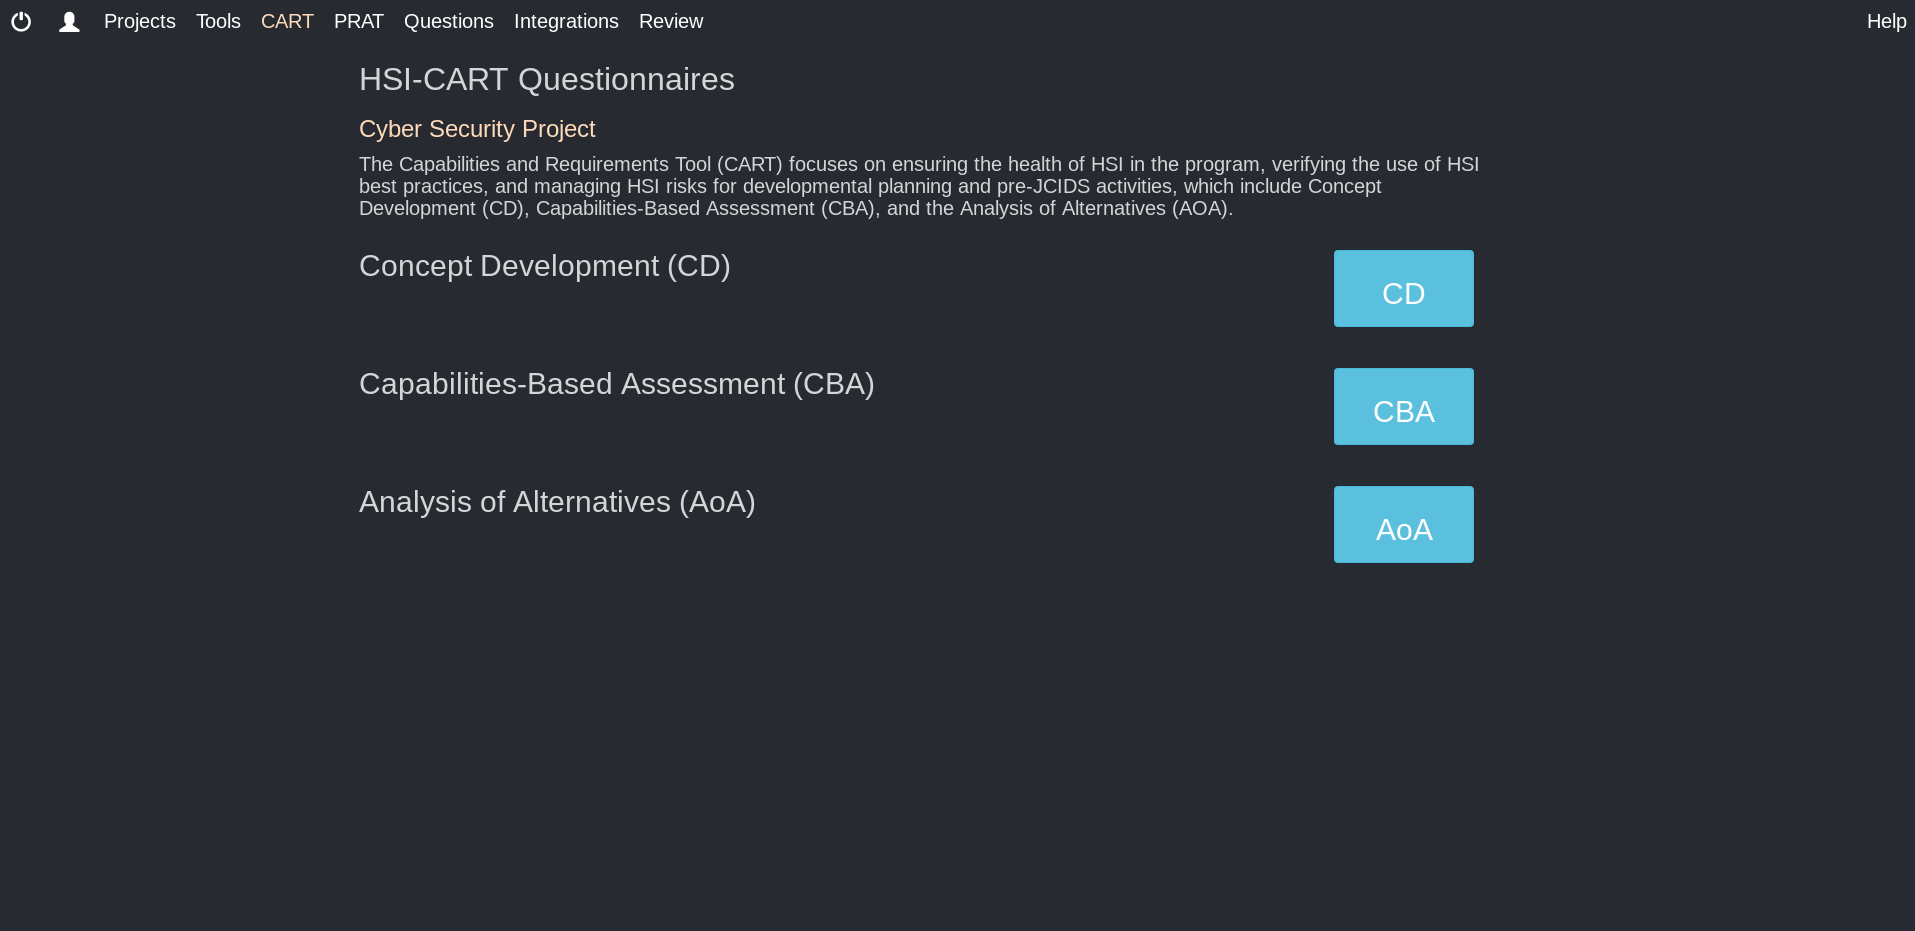 Projects Tools CART PRAT Questions Integrations Review Help
HSI-CART Questionnaires
Cyber Security Project
The Capabilities and Requirements Tool (CART) focuses on ensuring the health of HSI in the program, verifying the use of HSI
best practices, and managing HSI risks for developmental planning and pre-JCIDS activities, which include Concept
Development (CD), Capabilities-Based Assessment (CBA), and the Analysis of Alternatives (AOA).
Concept Development (CD)
CD
Capabilities-Based Assessment (CBA)
CBA
Analysis of Alternatives (AoA)
AoA